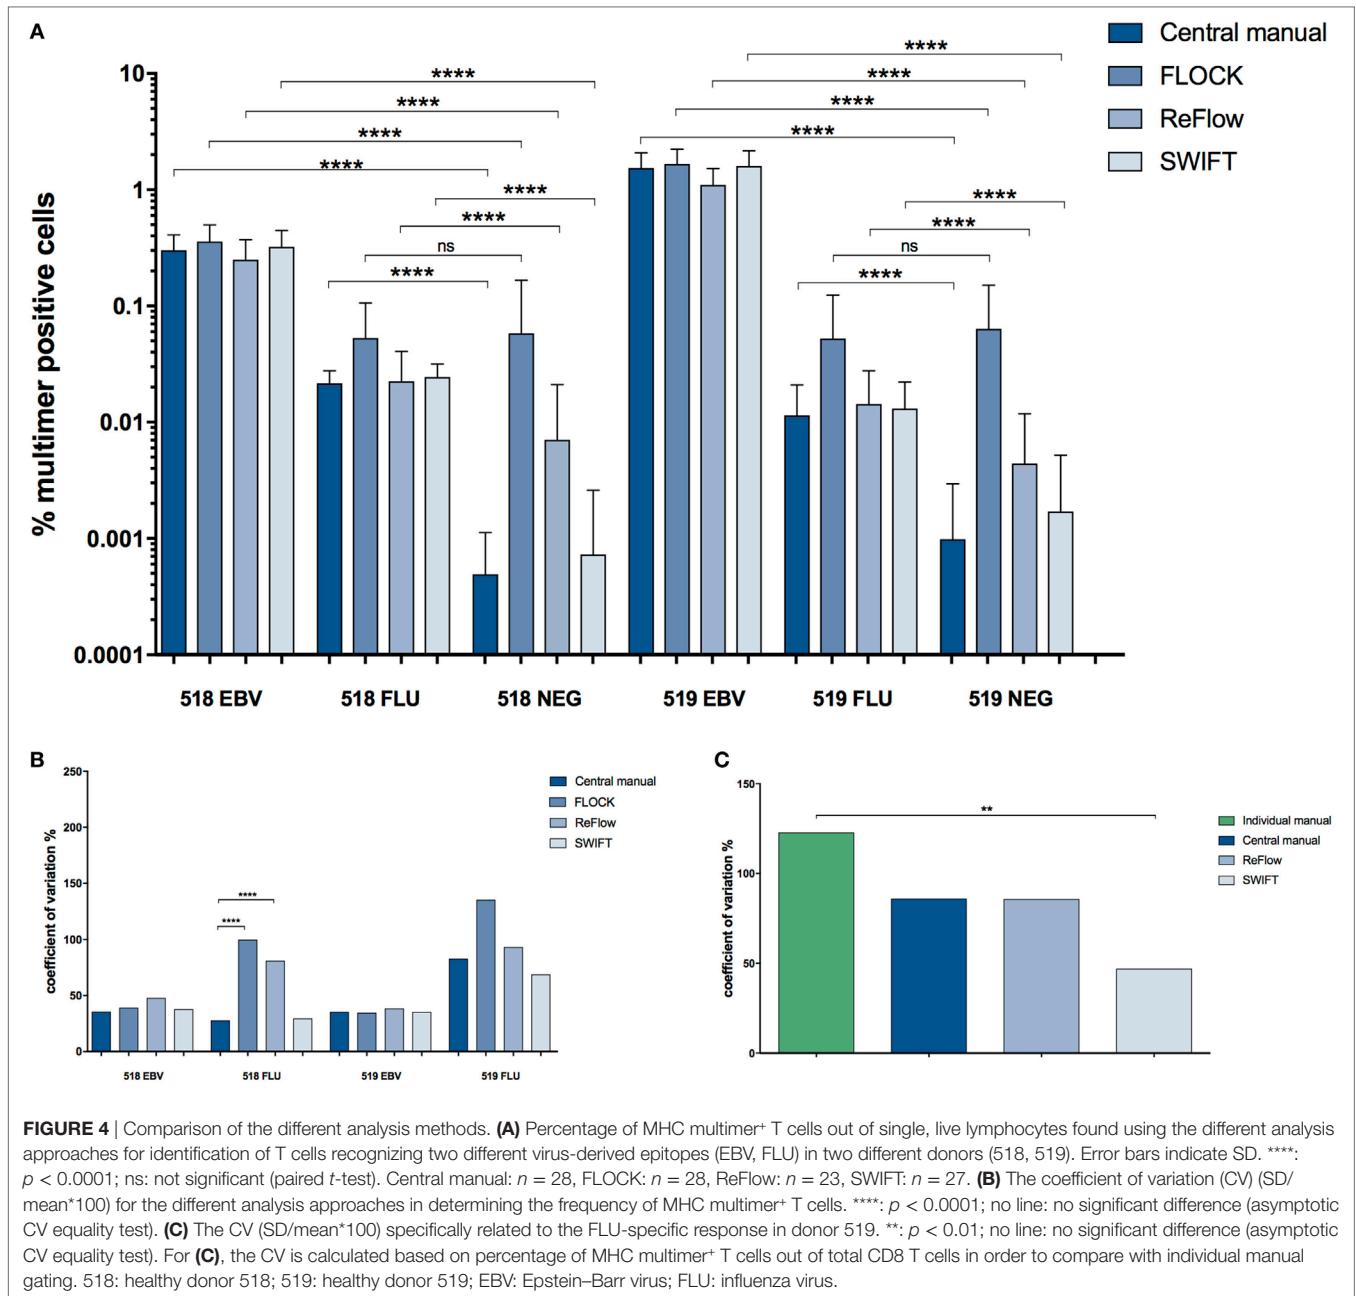 A
Central manual
FLOCK
ReFlow
SWIFT
% multimer positive cells
10
1
0.1
0.01
0.001
0.0001
**** **** **** ****
**** **** ns ****
**** **** **** ****
**** **** ns ****
518 EBV 518 FLU 518 NEG 519 EBV 519 FLU 519 NEG
B
coefficient of variation %
250
200
150
100
50
0
**** ****
518 EBV 518 FLU 519 EBV 519 FLU
Central manual
FLOCK
ReFlow
SWIFT
C
coefficient of variation %
150
100
50
0
**
Individual manual
Central manual
ReFlow
SWIFT
FIGURE 4 | Comparison of the different analysis methods. (A) Percentage of MHC multimer⁺ T cells out of single, live lymphocytes found using the different analysis
approaches for identification of T cells recognizing two different virus-derived epitopes (EBV, FLU) in two different donors (518, 519). Error bars indicate SD. ****:
p < 0.0001; ns: not significant (paired t-test). Central manual: n = 28, FLOCK: n = 28, ReFlow: n = 23, SWIFT: n = 27. (B) The coefficient of variation (CV) (SD/
mean*100) for the different analysis approaches in determining the frequency of MHC multimer⁺ T cells. ****: p < 0.0001; no line: no significant difference (asymptotic
CV equality test). (C) The CV (SD/mean*100) specifically related to the FLU-specific response in donor 519. **: p < 0.01; no line: no significant difference (asymptotic
CV equality test). For (C), the CV is calculated based on percentage of MHC multimer⁺ T cells out of total CD8 T cells in order to compare with individual manual
gating. 518: healthy donor 518; 519: healthy donor 519; EBV: Epstein–Barr virus; FLU: influenza virus.